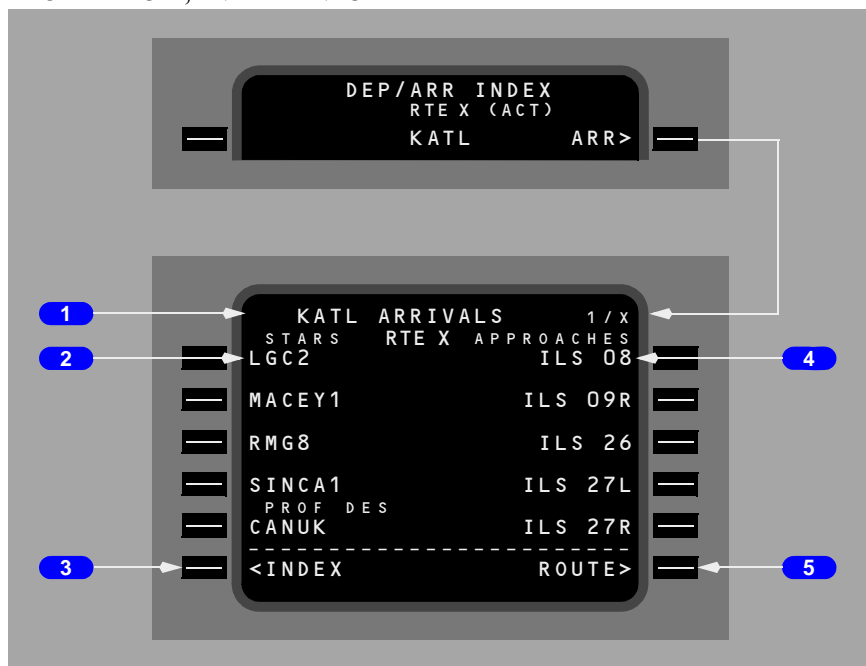 DEP/ARR INDEX
RTE X (ACT)
KATL ARR>
1 KATL ARRIVALS 1/X
STARS RTE X APPROACHES
2 LGC2 ILS 08 4
MACEY1 ILS 09R
RMG8 ILS 26
SINCA1 ILS 27L
PROF DES
CANUK ILS 27R
3 <INDEX ROUTE> 5